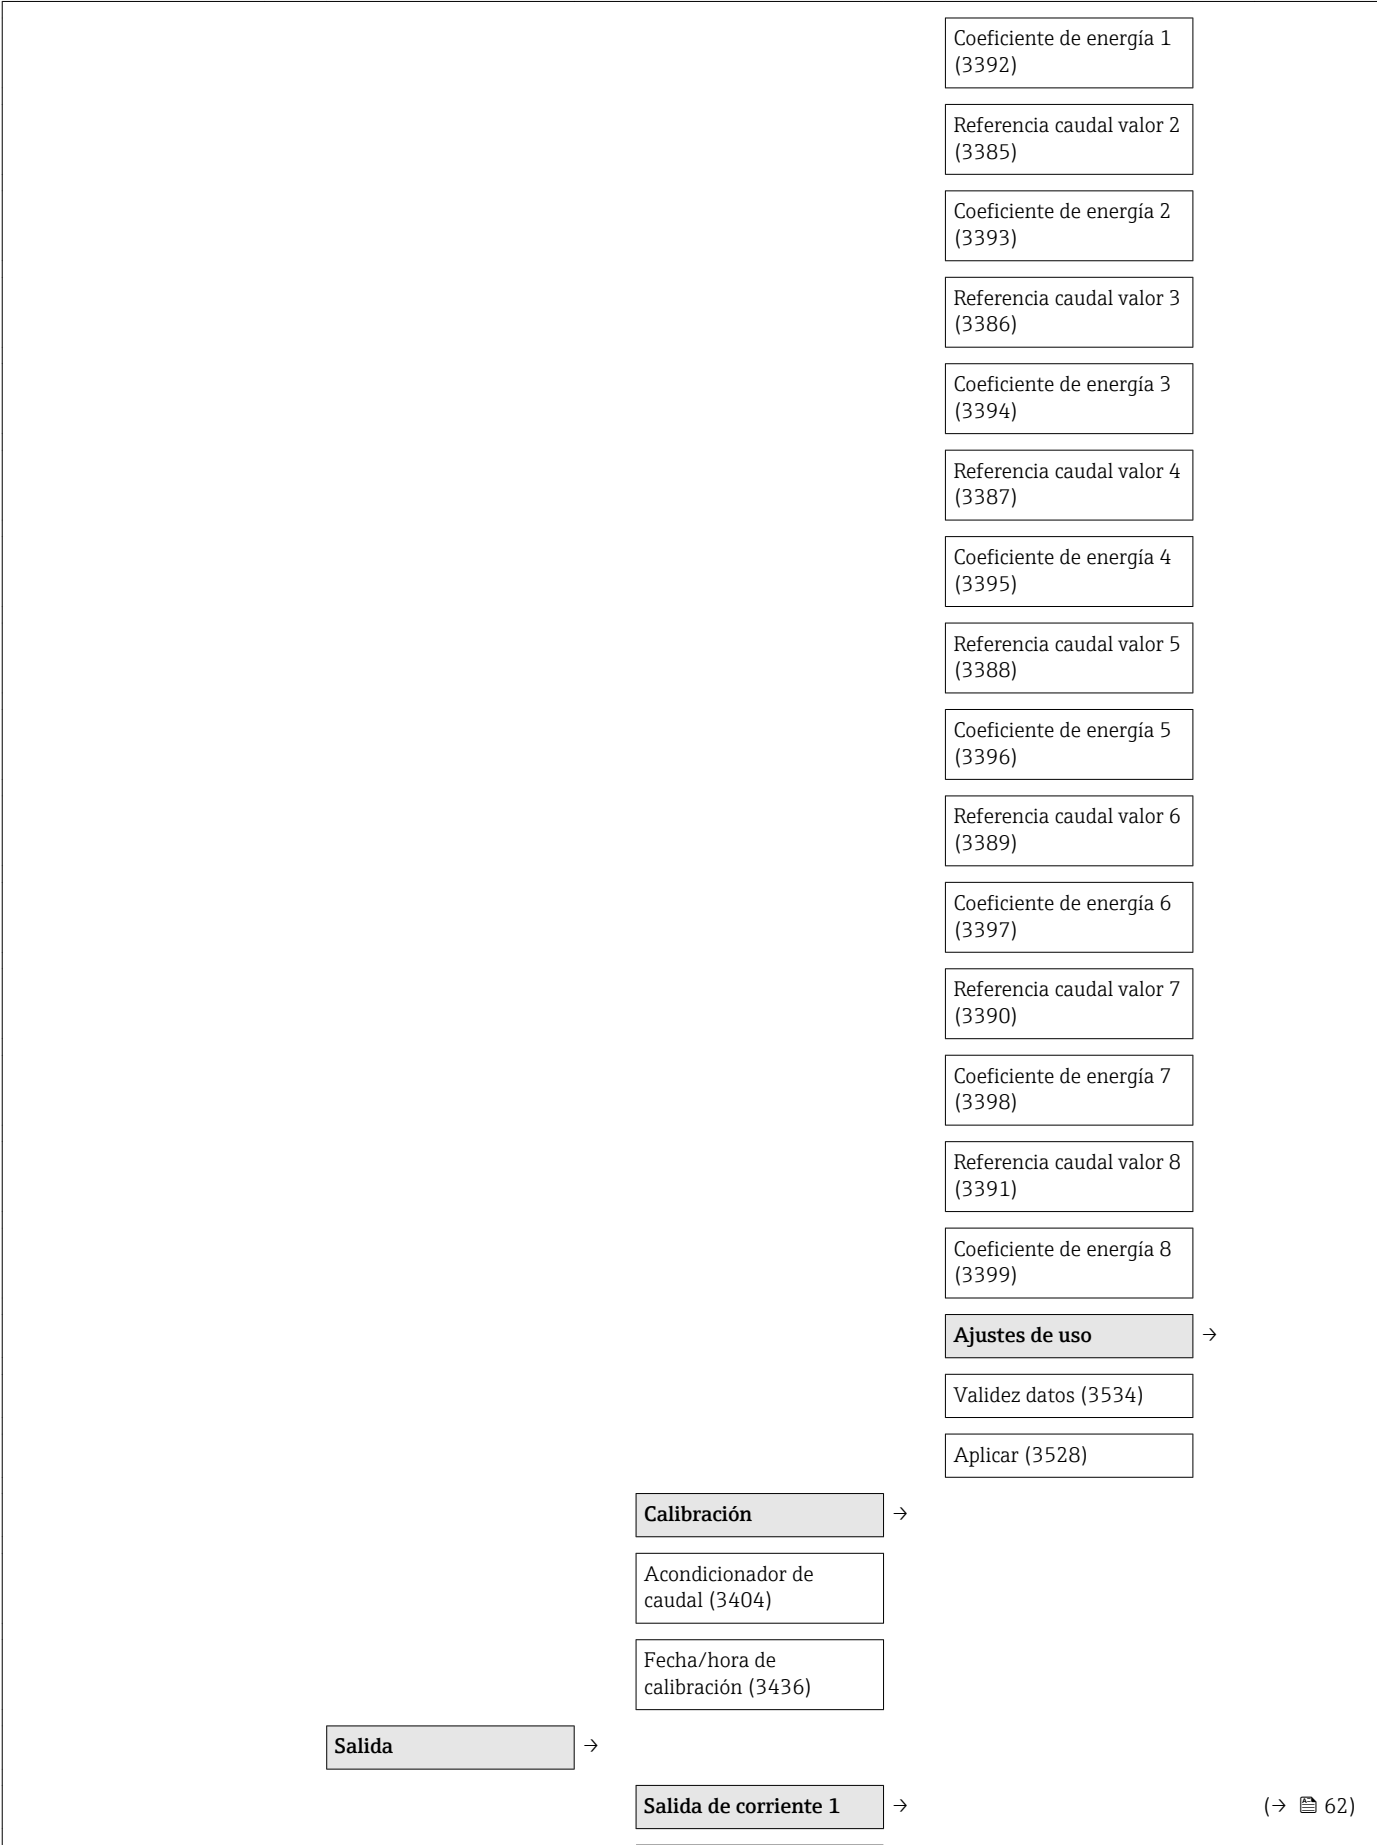 Coeficiente de energía 1
(3392)
Referencia caudal valor 2
(3385)
Coeficiente de energía 2
(3393)
Referencia caudal valor 3
(3386)
Coeficiente de energía 3
(3394)
Referencia caudal valor 4
(3387)
Coeficiente de energía 4
(3395)
Referencia caudal valor 5
(3388)
Coeficiente de energía 5
(3396)
Referencia caudal valor 6
(3389)
Coeficiente de energía 6
(3397)
Referencia caudal valor 7
(3390)
Coeficiente de energía 7
(3398)
Referencia caudal valor 8
(3391)
Coeficiente de energía 8
(3399)
Ajustes de uso →
Validez datos (3534)
Aplicar (3528)
Calibración →
Acondicionador de
caudal (3404)
Fecha/hora de
calibración (3436)
Salida →
Salida de corriente 1 → (→ 62)